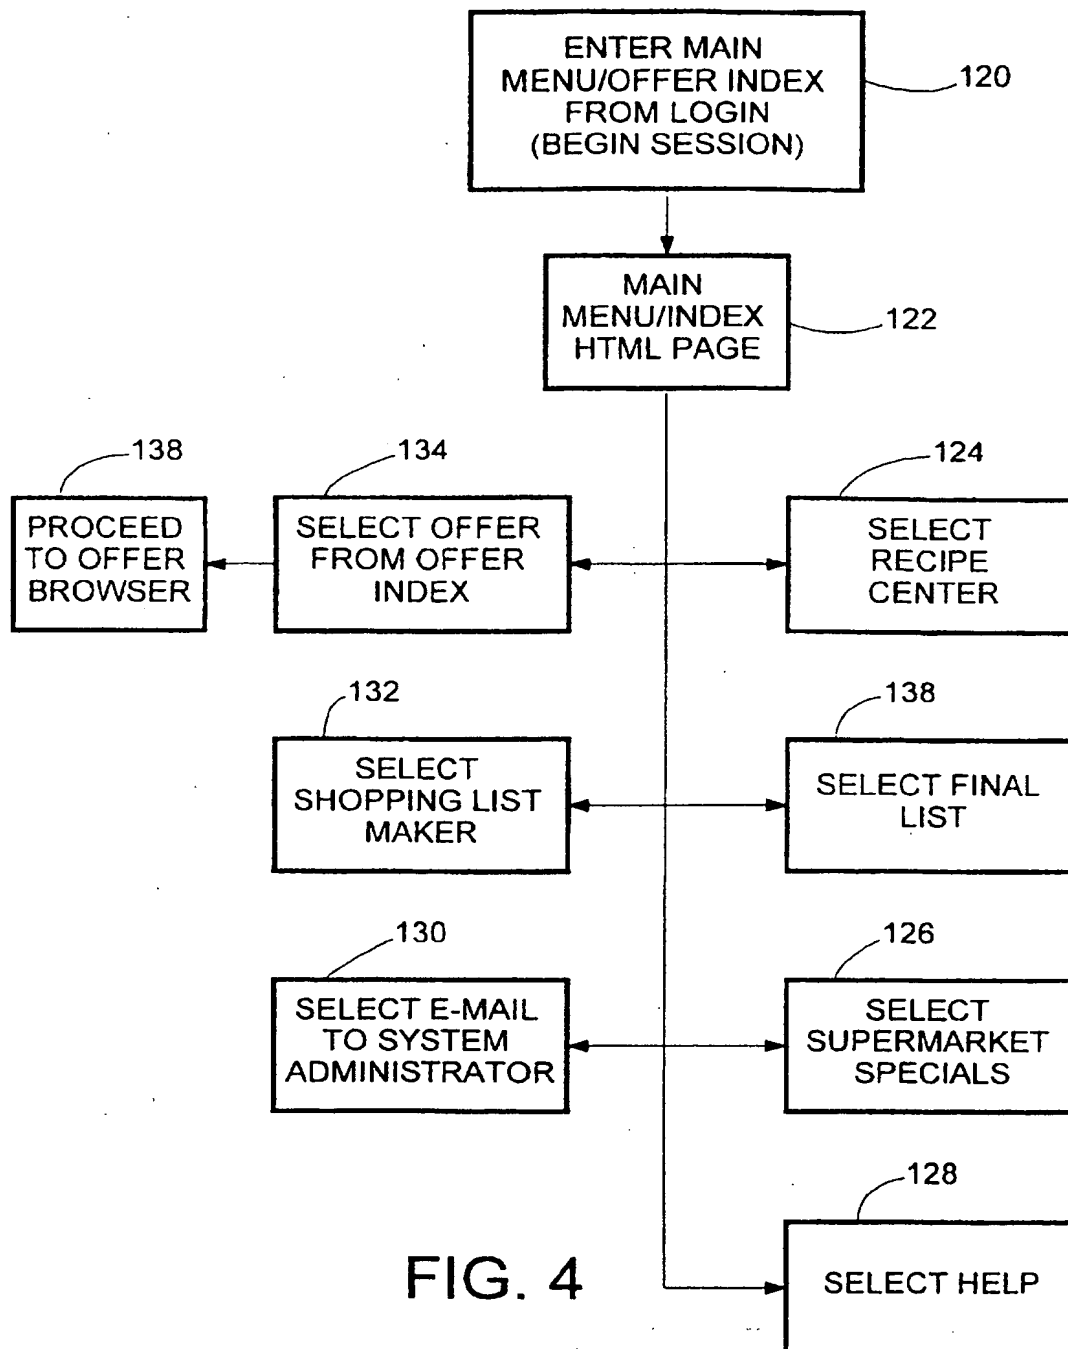 ENTER MAIN
MENU/OFFER INDEX
FROM LOGIN
(BEGIN SESSION)
120
MAIN
MENU/INDEX
HTML PAGE
122
138
PROCEED
TO OFFER
BROWSER
134
SELECT OFFER
FROM OFFER
INDEX
124
SELECT
RECIPE
CENTER
132
SELECT
SHOPPING LIST
MAKER
138
SELECT FINAL
LIST
130
SELECT E-MAIL
TO SYSTEM
ADMINISTRATOR
126
SELECT
SUPERMARKET
SPECIALS
128
SELECT HELP
FIG. 4